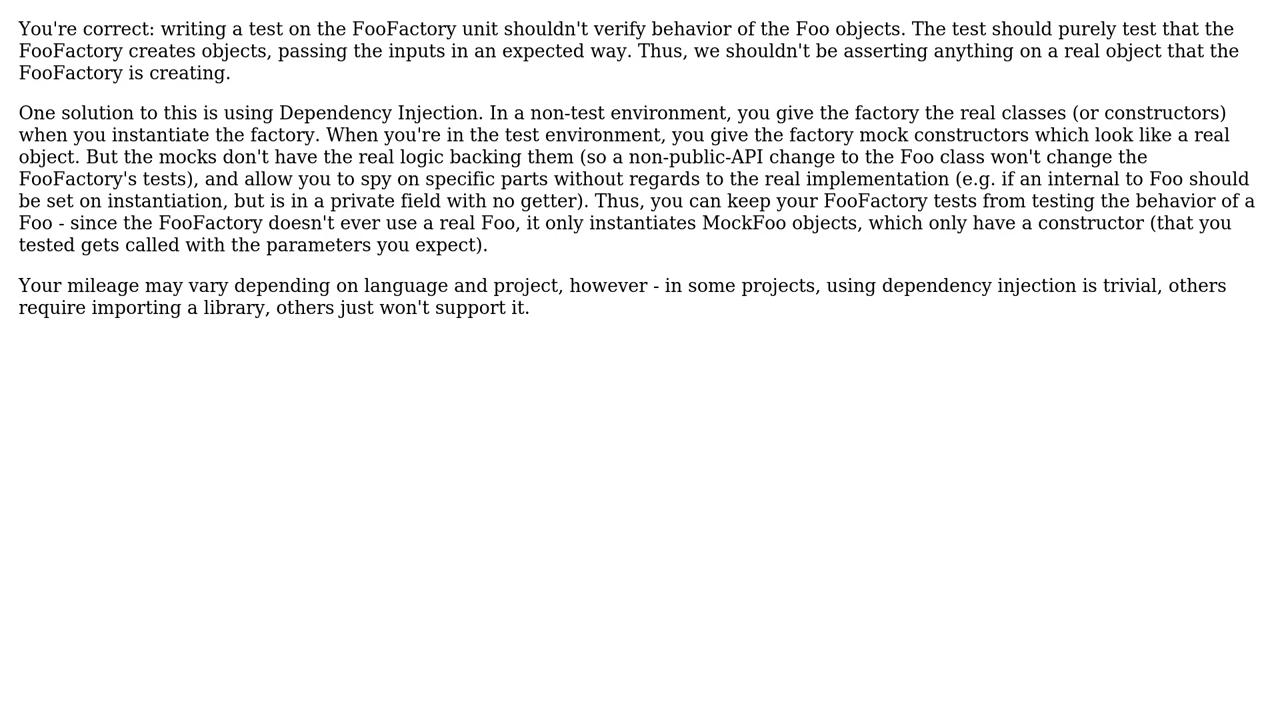 You're correct: writing a test on the FooFactory unit shouldn't verify behavior of the Foo objects. The test should purely test that the
FooFactory creates objects, passing the inputs in an expected way. Thus, we shouldn't be asserting anything on a real object that the
FooFactory is creating.
One solution to this is using Dependency Injection. In a non-test environment, you give the factory the real classes (or constructors)
when you instantiate the factory. When you're in the test environment, you give the factory mock constructors which look like a real
object. But the mocks don't have the real logic backing them (so a non-public-API change to the Foo class won't change the
FooFactory's tests), and allow you to spy on specific parts without regards to the real implementation (e.g. if an internal to Foo should
be set on instantiation, but is in a private field with no getter). Thus, you can keep your FooFactory tests from testing the behavior of a
Foo - since the FooFactory doesn't ever use a real Foo, it only instantiates MockFoo objects, which only have a constructor (that you
tested gets called with the parameters you expect).
Your mileage may vary depending on language and project, however - in some projects, using dependency injection is trivial, others
require importing a library, others just won't support it.